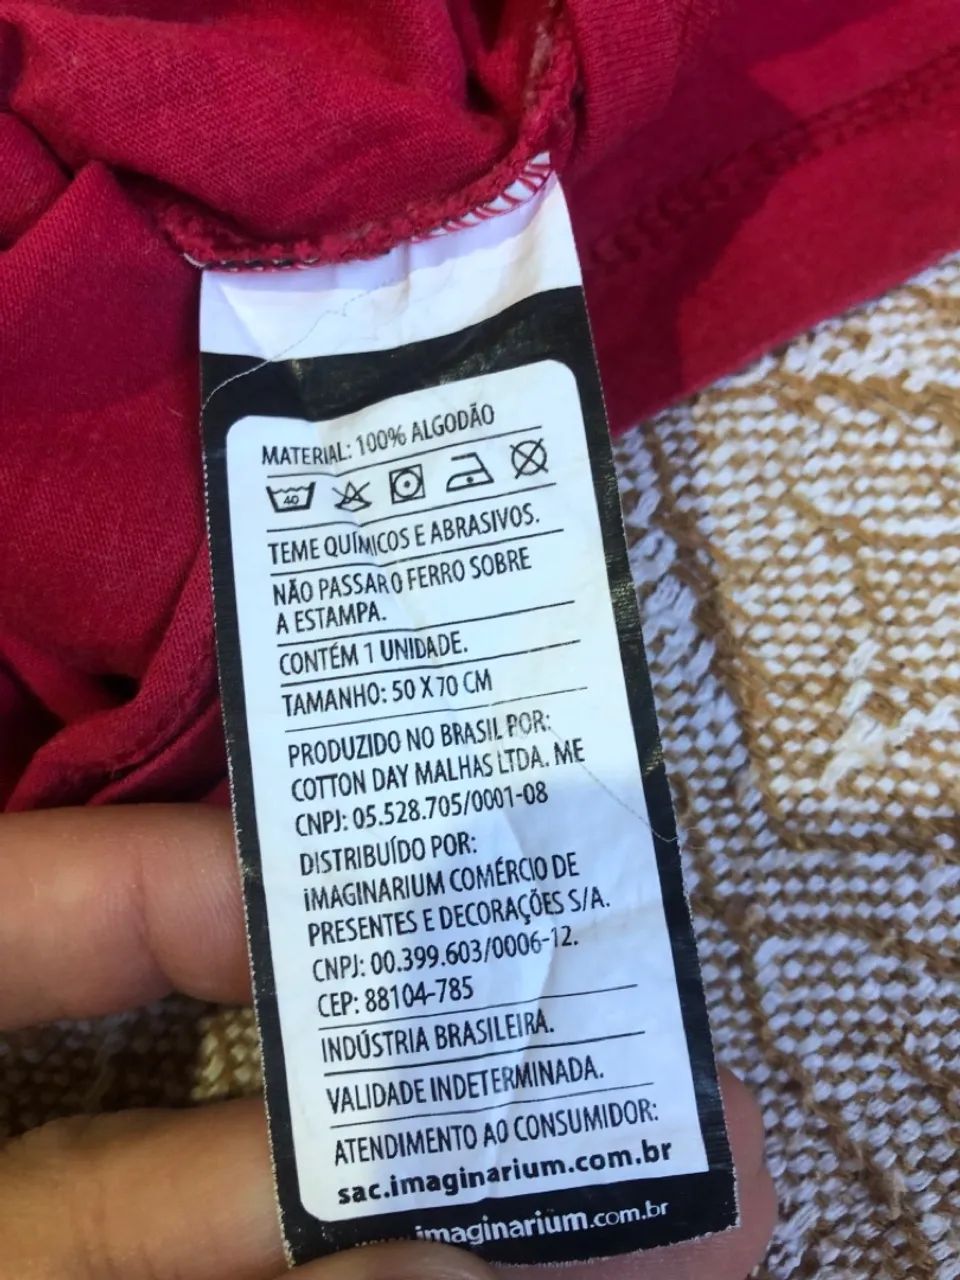 MATERIAL: 100% ALGODÃO
40
TEME QUÍMICOS E ABRASIVOS.
NÃO PASSAR O FERRO SOBRE
A ESTAMPA.
CONTÉM 1 UNIDADE.
TAMANHO: 50 X 70 CM
PRODUZIDO NO BRASIL POR:
COTTON DAY MALHAS LTDA. ME
CNPJ: 05.528.705/0001-08
DISTRIBUÍDO POR:
iMAGINARIUM COMÉRCIO DE
PRESENTES E DECORAÇÕES S/A.
CNPJ: 00.399.603/0006-12.
CEP: 88104-785
INDÚSTRIA BRASILEIRA.
VALIDADE INDETERMINADA.
ATENDIMENTO AO CONSUMIDOR:
sac.imaginarium.com.br
imaginarium.com.br